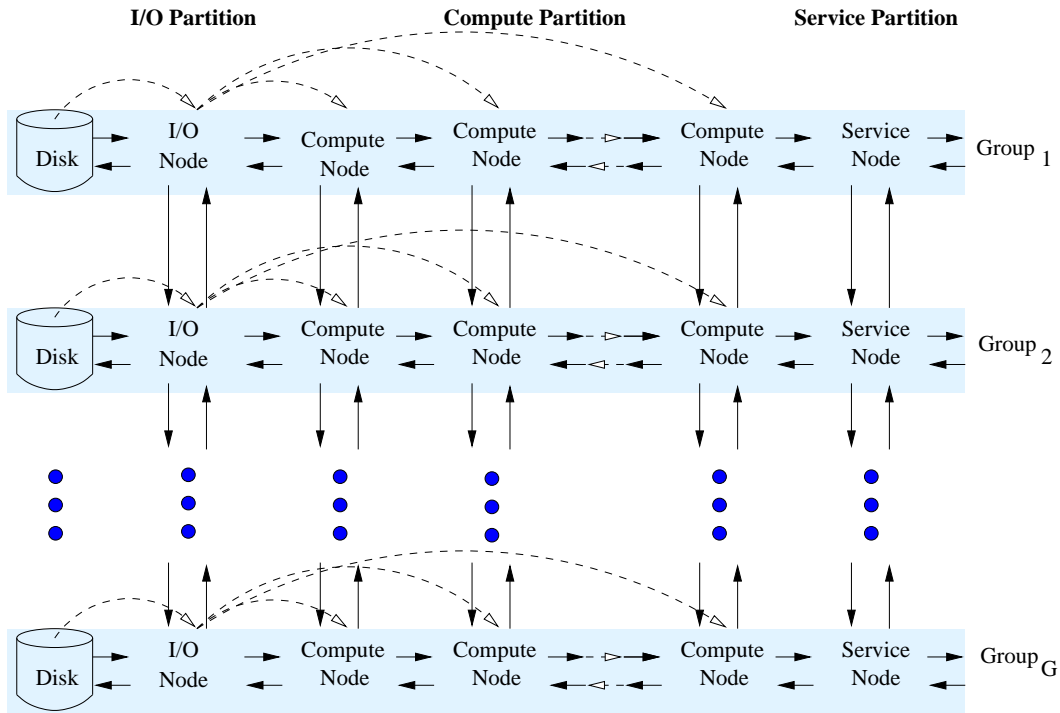 I/O Partition Compute Partition Service Partition
I/O Compute Compute Service
Disk Compute Group 1
Node Node Node Node Node
I/O Compute Compute Compute Service
Disk Group 2
Node Node Node Node Node
I/O Compute Compute Compute Service
Disk Group G
Node Node Node Node Node